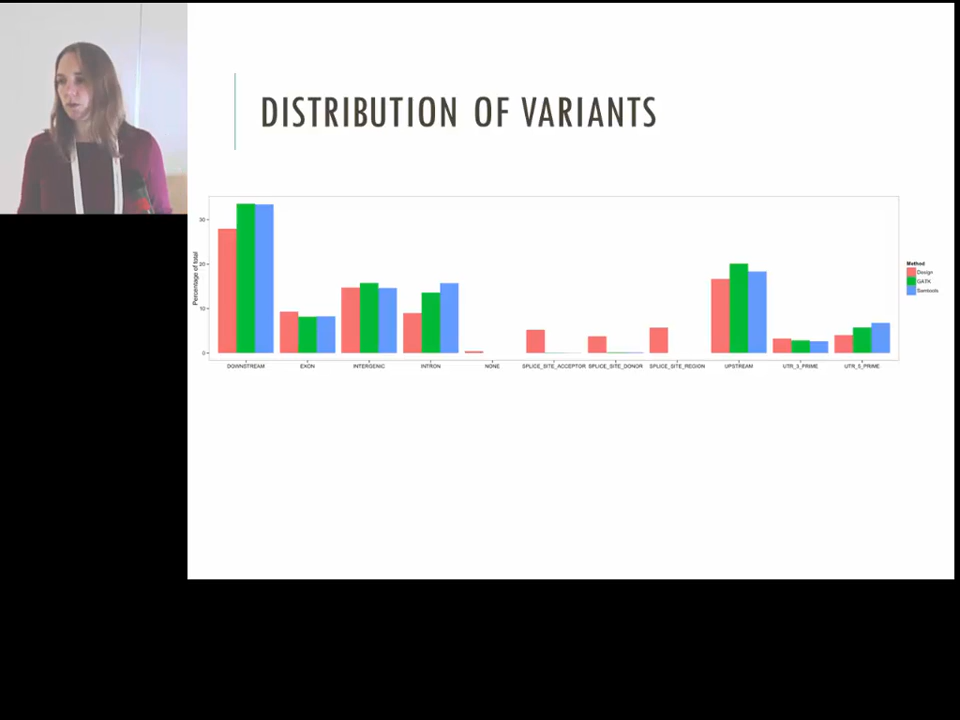 DISTRIBUTION OF VARIANTS
Percentage of total
30
20
10
0
DOWNSTREAM EXON INTERGENIC INTRON NONE SPLICE_SITE_ACCEPTOR SPLICE_SITE_DONOR SPLICE_SITE_REGION UPSTREAM UTR_3_PRIME UTR_5_PRIME
Method
Design
GATK
Samtools